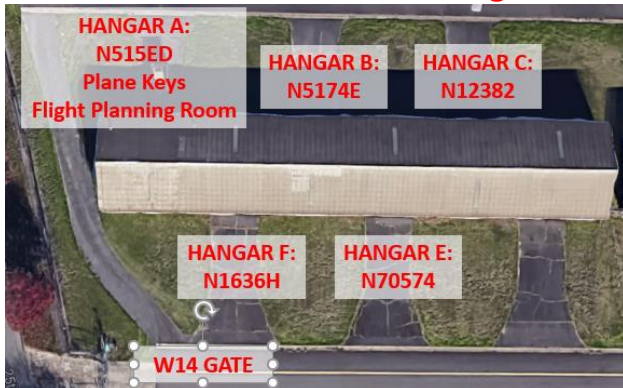 HANGAR A:
N515ED
Plane Keys
Flight Planning Room
HANGAR B:
N5174E
HANGAR C:
N12382
HANGAR F:
N1636H
HANGAR E:
N70574
W14 GATE